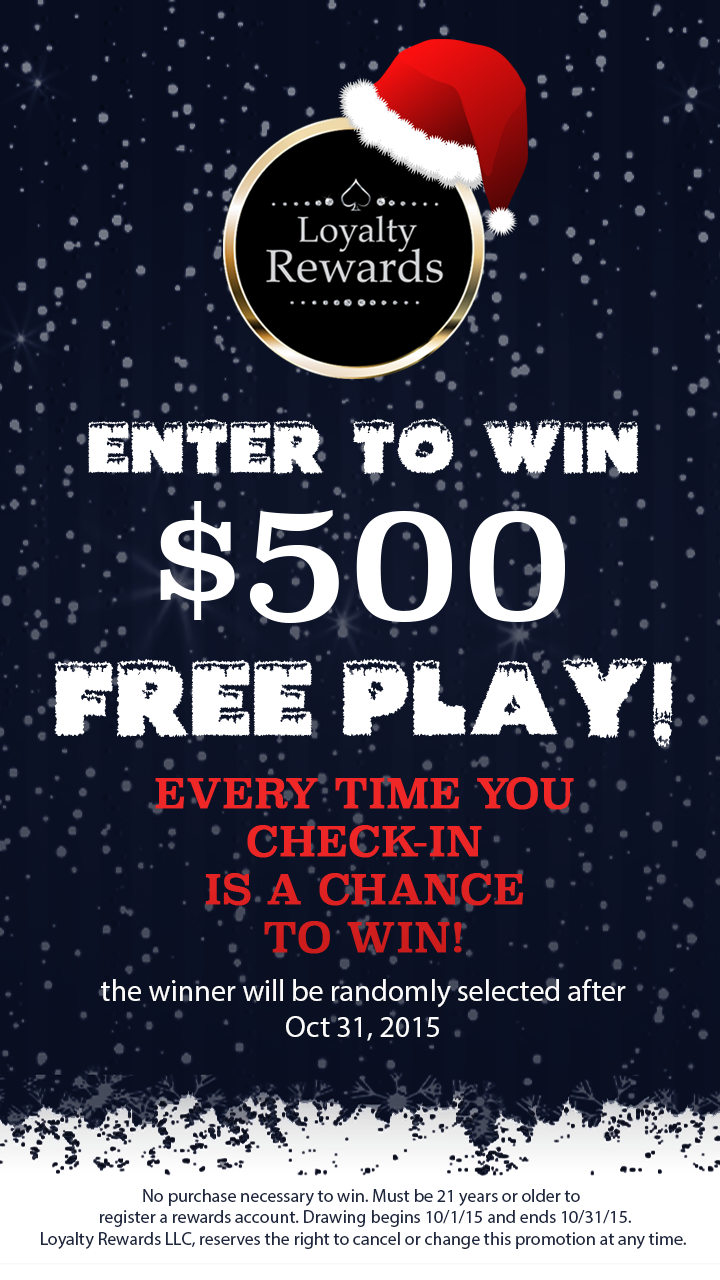 Loyalty
Rewards
ENTER TO WIN
$500
FREE PLAY!
EVERY TIME YOU
CHECK-IN
IS A CHANCE
TO WIN!
the winner will be randomly selected after
Oct 31, 2015
No purchase necessary to win. Must be 21 years or older to
register a rewards account. Drawing begins 10/1/15 and ends 10/31/15.
Loyalty Rewards LLC, reserves the right to cancel or change this promotion at any time.